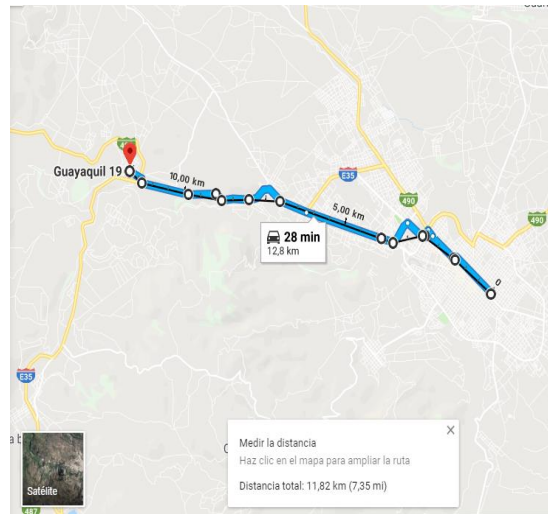 Guayaquil 19
10,00 km
E35
490
5,00 km
490
28 min
12,8 km
0
E35
Medir la distancia
Haz clic en el mapa para ampliar la ruta
Distancia total: 11,82 km (7,35 mi)
Satélite
487